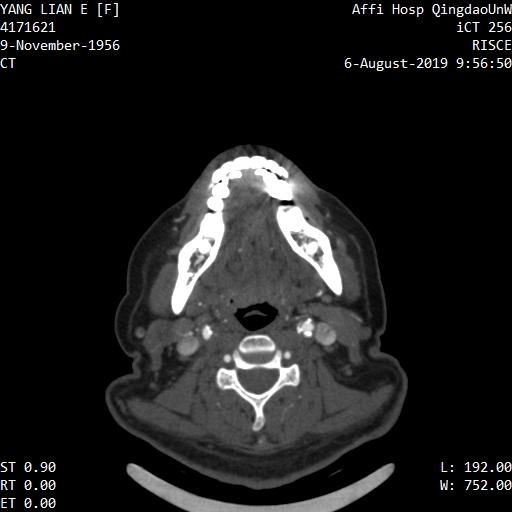 YANG LIAN E [F]
4171621
9-November-1956
CT
Affi Hosp QingdaoUnW
iCT 256
RISCE
6-August-2019 9:56:50
ST 0.90
RT 0.00
ET 0.00
L: 192.00
W: 752.00